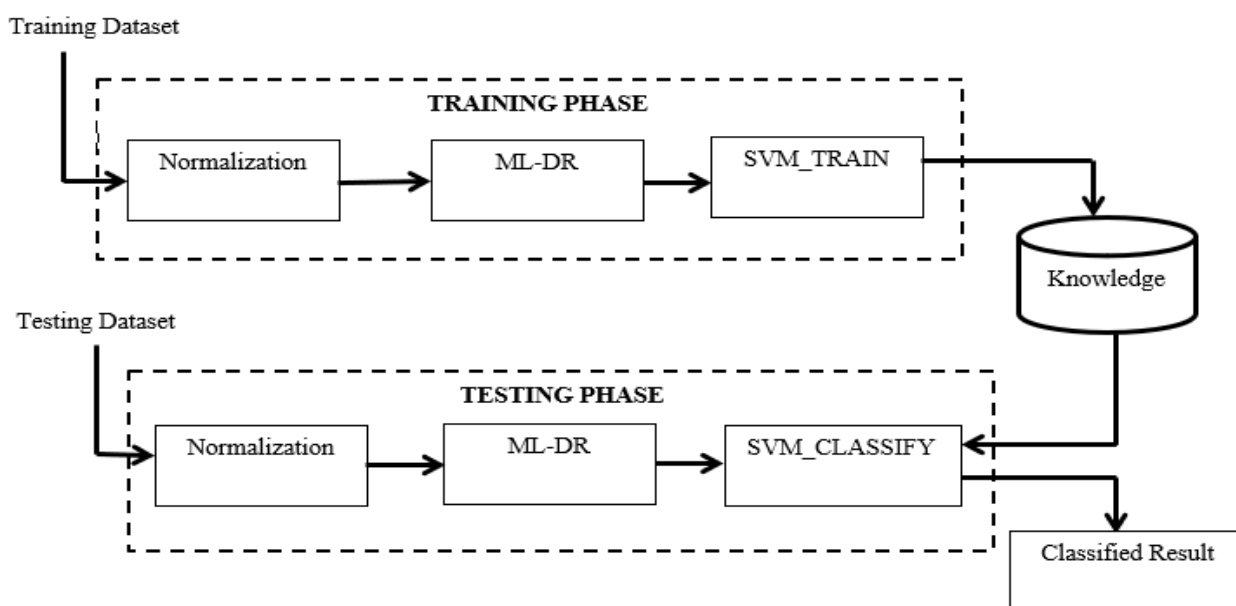 Training Dataset
TRAINING PHASE
Normalization
ML-DR
SVM_TRAIN
Knowledge
Testing Dataset
TESTING PHASE
Normalization
ML-DR
SVM_CLASSIFY
Classified Result